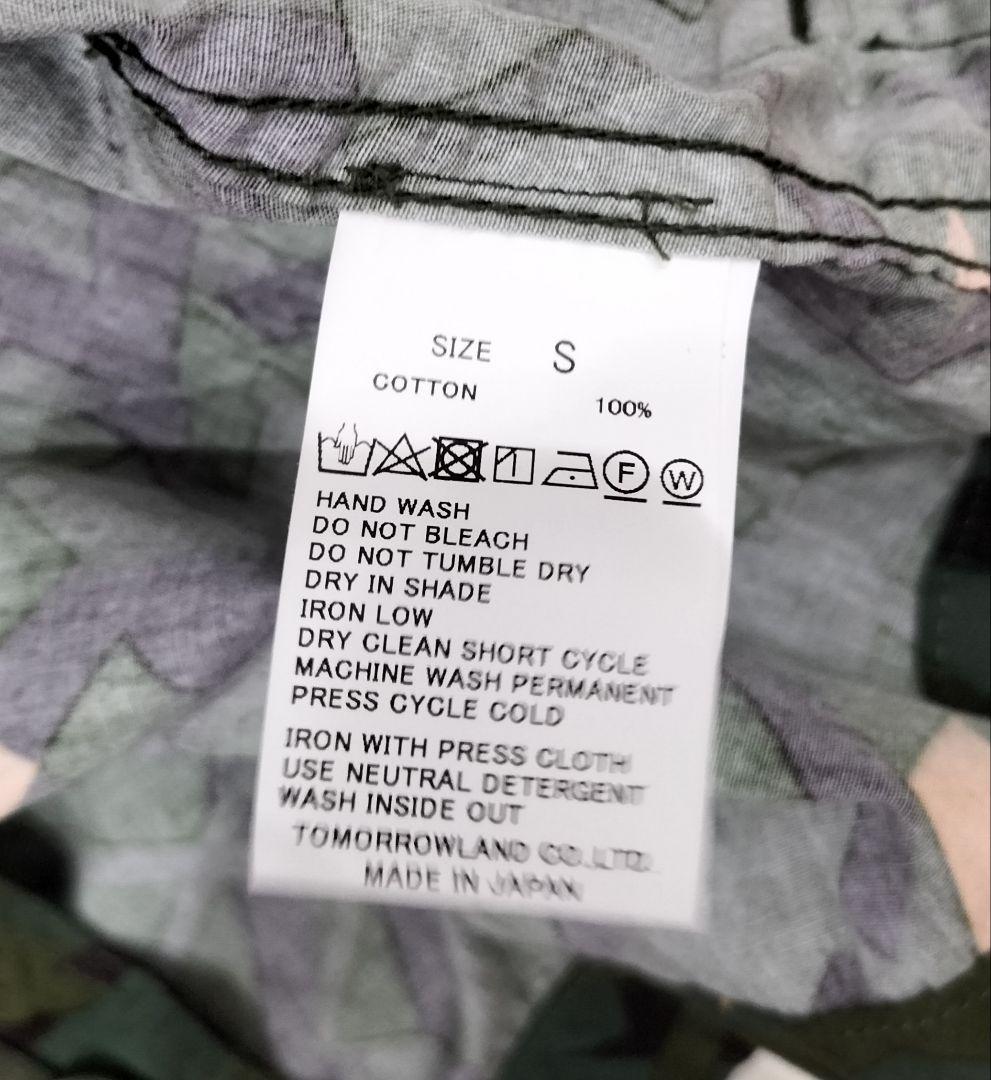 SIZE S
COTTON 100%
F W
HAND WASH
DO NOT BLEACH
DO NOT TUMBLE DRY
DRY IN SHADE
IRON LOW
DRY CLEAN SHORT CYCLE
MACHINE WASH PERMANENT
PRESS CYCLE COLD
IRON WITH PRESS CLOTH
USE NEUTRAL DETERGENT
WASH INSIDE OUT
TOMORROWLAND CO.,LTD.
MADE IN JAPAN